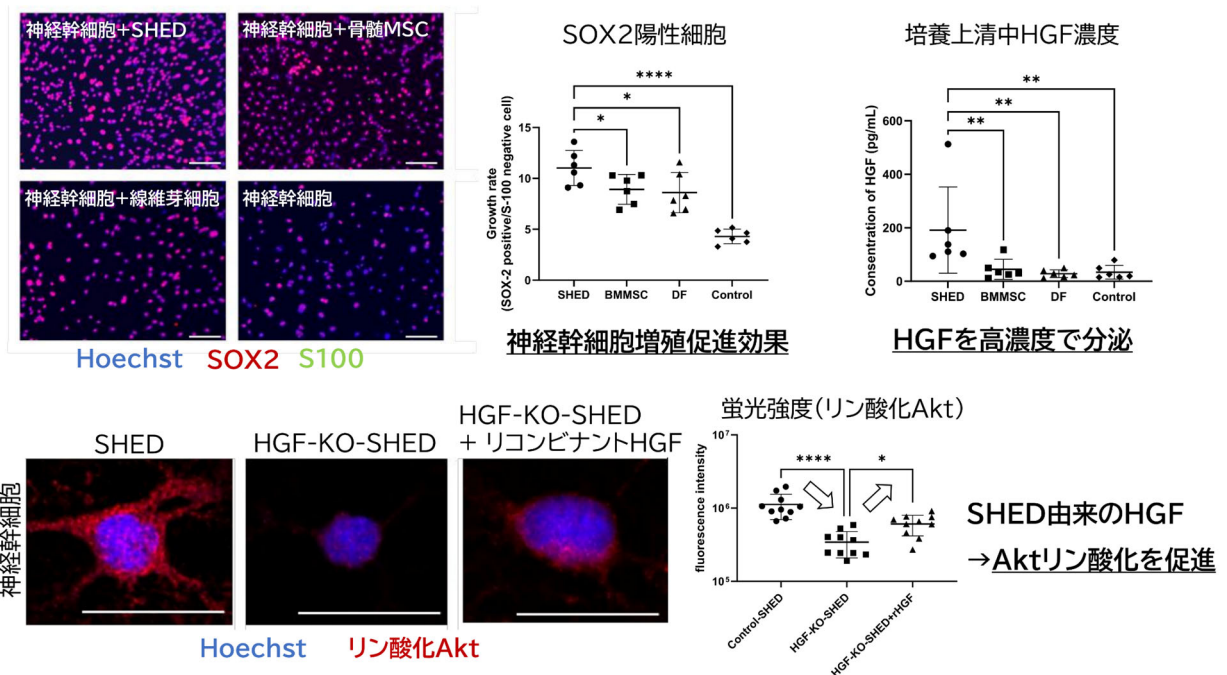 神経幹細胞+SHED
神経幹細胞+骨髄MSC
神経幹細胞+線維芽細胞
神経幹細胞
Hoechst SOX2 S100
SOX2陽性細胞
****
*
*
15
10
5
0
Growth rate
(SOX-2 positive/S-100 negative cell)
SHED BMMSC DF Control
神経幹細胞増殖促進効果
培養上清中HGF濃度
**
**
**
600
400
200
0
Concentration of HGF (pg/mL)
SHED BMMSC DF Control
HGFを高濃度で分泌
SHED
HGF-KO-SHED
HGF-KO-SHED
+ リコンビナントHGF
神経幹細胞
Hoechst リン酸化Akt
蛍光強度(リン酸化Akt)
10⁷
10⁶
10⁵
fluorescence intensity
**** *
Control-SHED
HGF-KO-SHED
HGF-KO-SHED+rHGF
SHED由来のHGF
→Aktリン酸化を促進